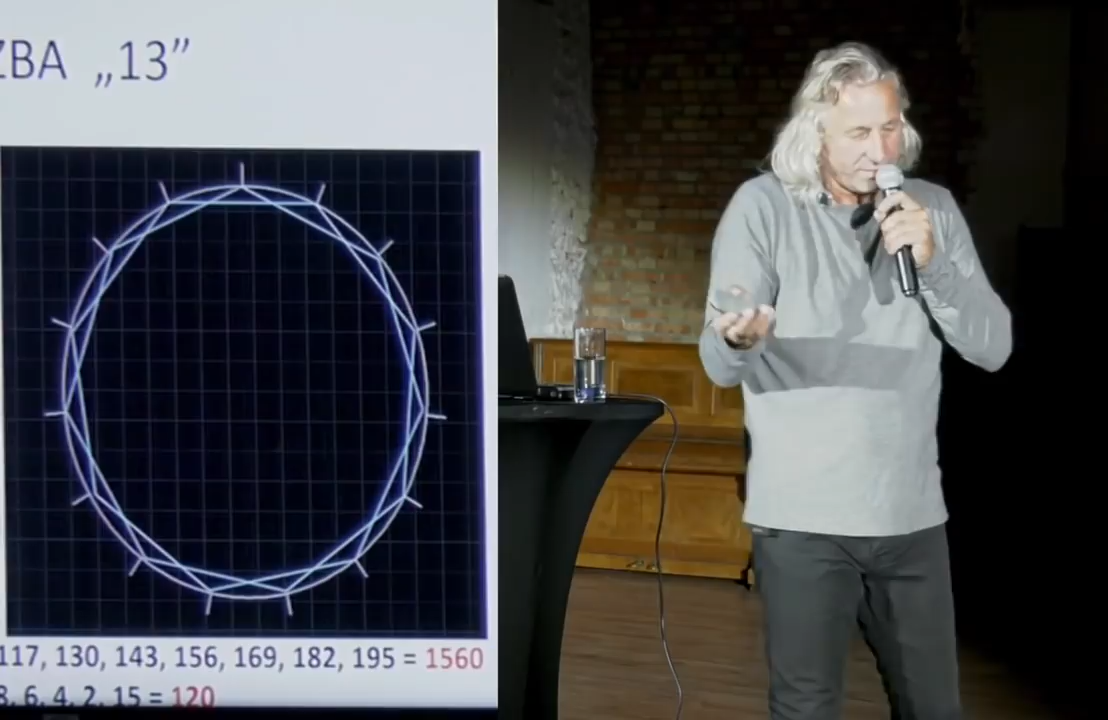 ZBA „13”
117, 130, 143, 156, 169, 182, 195 = 1560
8, 6, 4, 2, 15 = 120